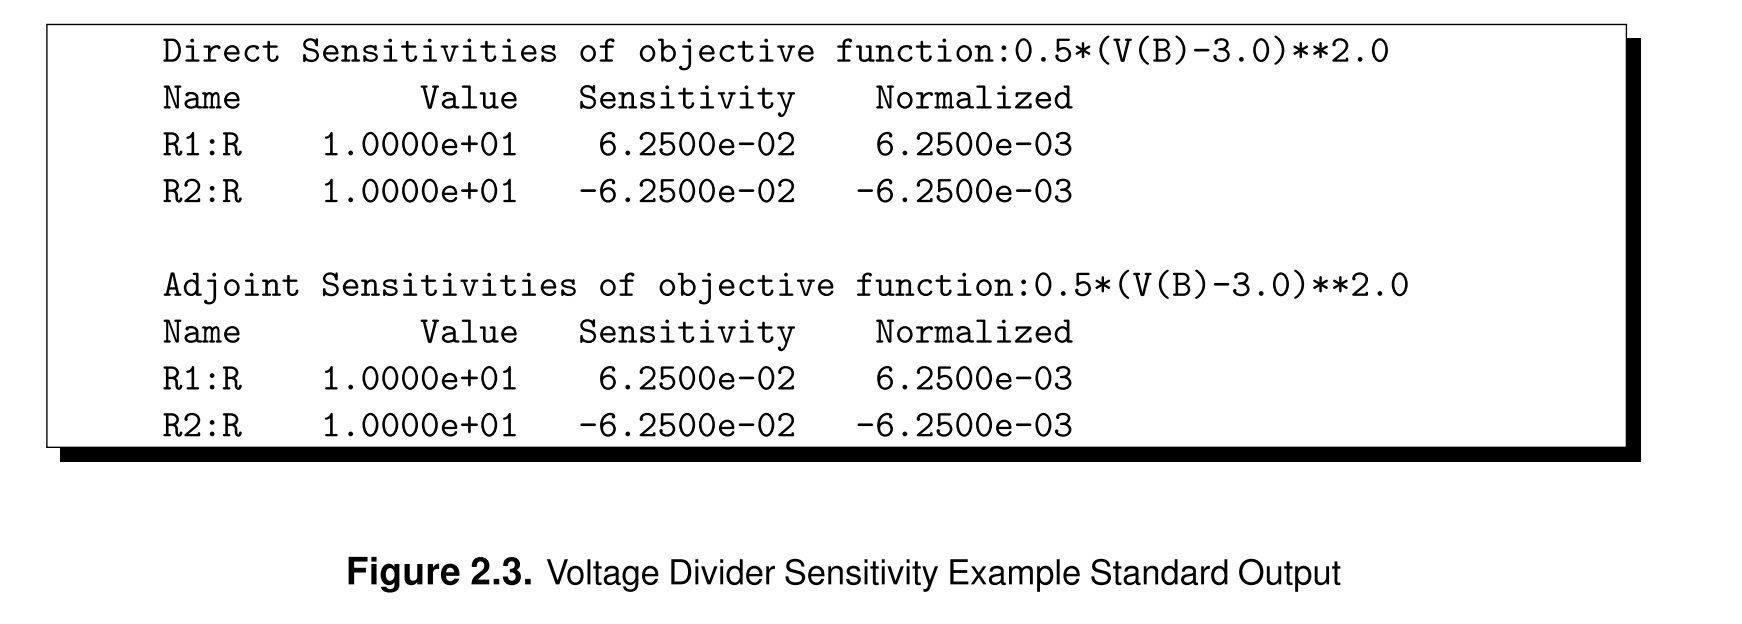 Direct Sensitivities of objective function:0.5*(V(B)-3.0)**2.0
Name         Value   Sensitivity    Normalized
R1:R    1.0000e+01    6.2500e-02    6.2500e-03
R2:R    1.0000e+01   -6.2500e-02   -6.2500e-03
Adjoint Sensitivities of objective function:0.5*(V(B)-3.0)**2.0
Name         Value   Sensitivity    Normalized
R1:R    1.0000e+01    6.2500e-02    6.2500e-03
R2:R    1.0000e+01   -6.2500e-02   -6.2500e-03
Figure 2.3. Voltage Divider Sensitivity Example Standard Output